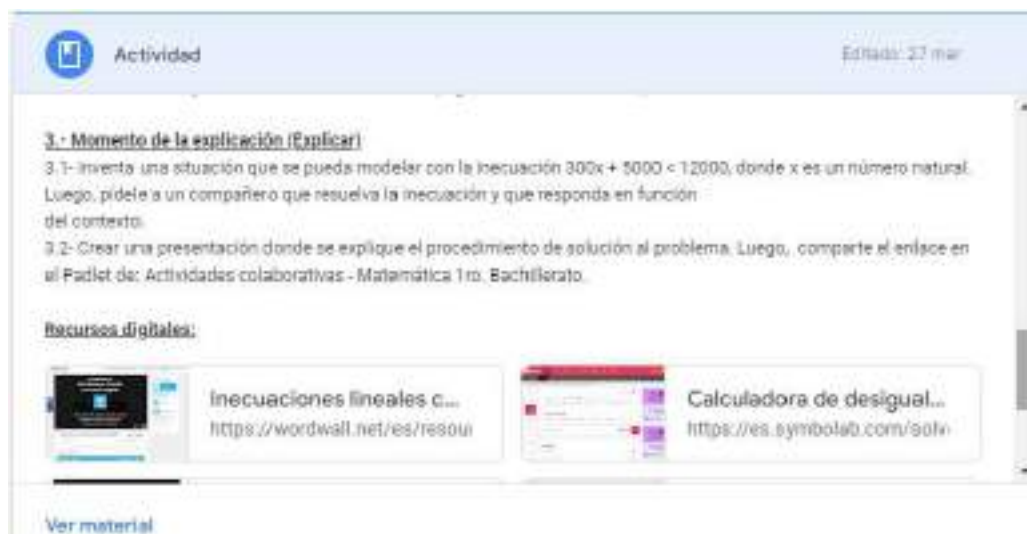 Actividad
Editado: 27 mar
3.- Momento de la explicación (Explicar)
3.1- Inventa una situación que se pueda modelar con la inecuación 300x + 5000 < 12000, donde x es un número natural.
Luego, pídele a un compañero que resuelva la inecuación y que responda en función
del contexto.
3.2- Crear una presentación donde se explique el procedimiento de solución al problema. Luego, comparte el enlace en
el Padlet de: Actividades colaborativas - Matemática 1ro. Bachillerato.
Recursos digitales:
Inecuaciones lineales c...
https://wordwall.net/es/resou
Calculadora de desigual...
https://es.symbolab.com/solv
Ver material